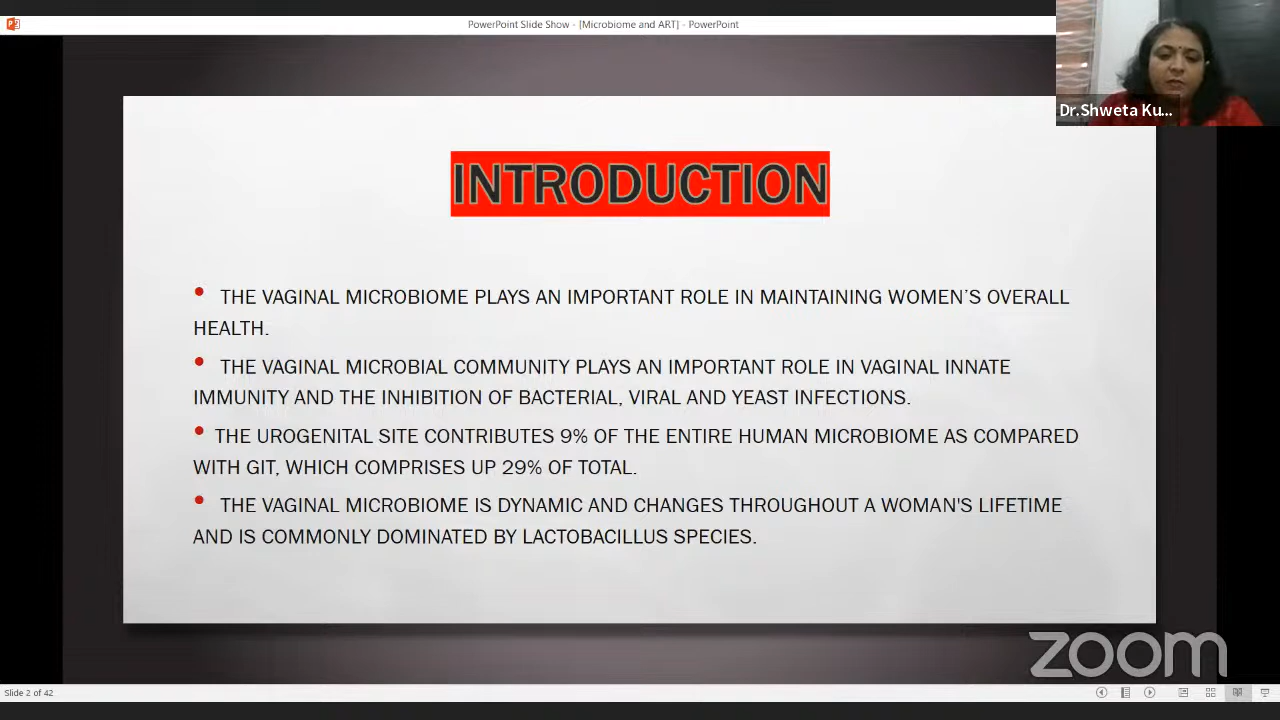 PowerPoint Slide Show - [Microbiome and ART] - PowerPoint
Dr.Shweta Ku...
INTRODUCTION
• THE VAGINAL MICROBIOME PLAYS AN IMPORTANT ROLE IN MAINTAINING WOMEN'S OVERALL
HEALTH.
• THE VAGINAL MICROBIAL COMMUNITY PLAYS AN IMPORTANT ROLE IN VAGINAL INNATE
IMMUNITY AND THE INHIBITION OF BACTERIAL, VIRAL AND YEAST INFECTIONS.
• THE UROGENITAL SITE CONTRIBUTES 9% OF THE ENTIRE HUMAN MICROBIOME AS COMPARED
WITH GIT, WHICH COMPRISES UP 29% OF TOTAL.
• THE VAGINAL MICROBIOME IS DYNAMIC AND CHANGES THROUGHOUT A WOMAN'S LIFETIME
AND IS COMMONLY DOMINATED BY LACTOBACILLUS SPECIES.
zoom
Slide 2 of 42